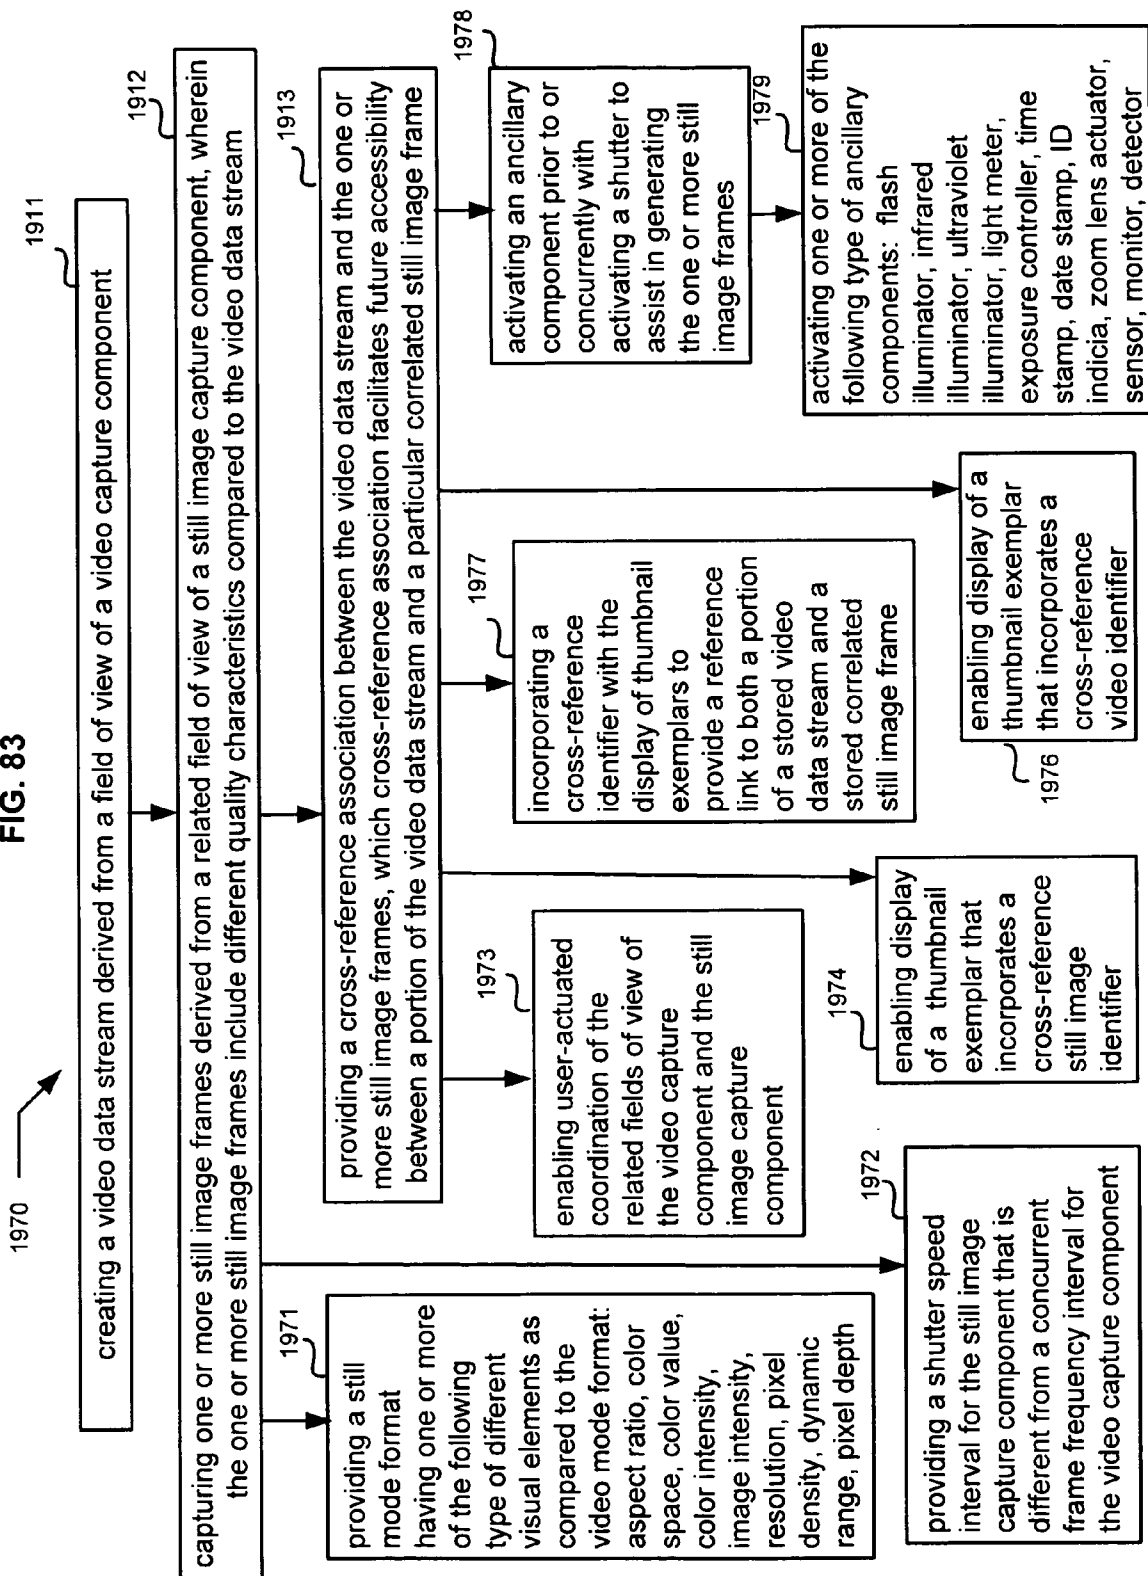 FIG. 83
1970
1911
creating a video data stream derived from a field of view of a video capture component
1912
capturing one or more still image frames derived from a related field of view of a still image capture component, wherein
the one or more still image frames include different quality characteristics compared to the video data stream
1913
providing a cross-reference association between the video data stream and the one or
more still image frames, which cross-reference association facilitates future accessibility
between a portion of the video data stream and a particular correlated still image frame
1971
providing a still
mode format
having one or more
of the following
type of different
visual elements as
compared to the
video mode format:
aspect ratio, color
space, color value,
color intensity,
image intensity,
resolution, pixel
density, dynamic
range, pixel depth
1972
providing a shutter speed
interval for the still image
capture component that is
different from a concurrent
frame frequency interval for
the video capture component
1973
enabling user-actuated
coordination of the
related fields of view of
the video capture
component and the still
image capture
component
1974
enabling display
of a thumbnail
exemplar that
incorporates a
cross-reference
still image
identifier
1977
incorporating a
cross-reference
identifier with the
display of thumbnail
exemplars to
provide a reference
link to both a portion
of a stored video
data stream and a
stored correlated
still image frame
1976
enabling display of a
thumbnail exemplar
that incorporates a
cross-reference
video identifier
1978
activating an ancillary
component prior to or
concurrently with
activating a shutter to
assist in generating
the one or more still
image frames
1979
activating one or more of the
following type of ancillary
components: flash
illuminator, infrared
illuminator, ultraviolet
illuminator, light meter,
exposure controller, time
stamp, date stamp, ID
indicia, zoom lens actuator,
sensor, monitor, detector